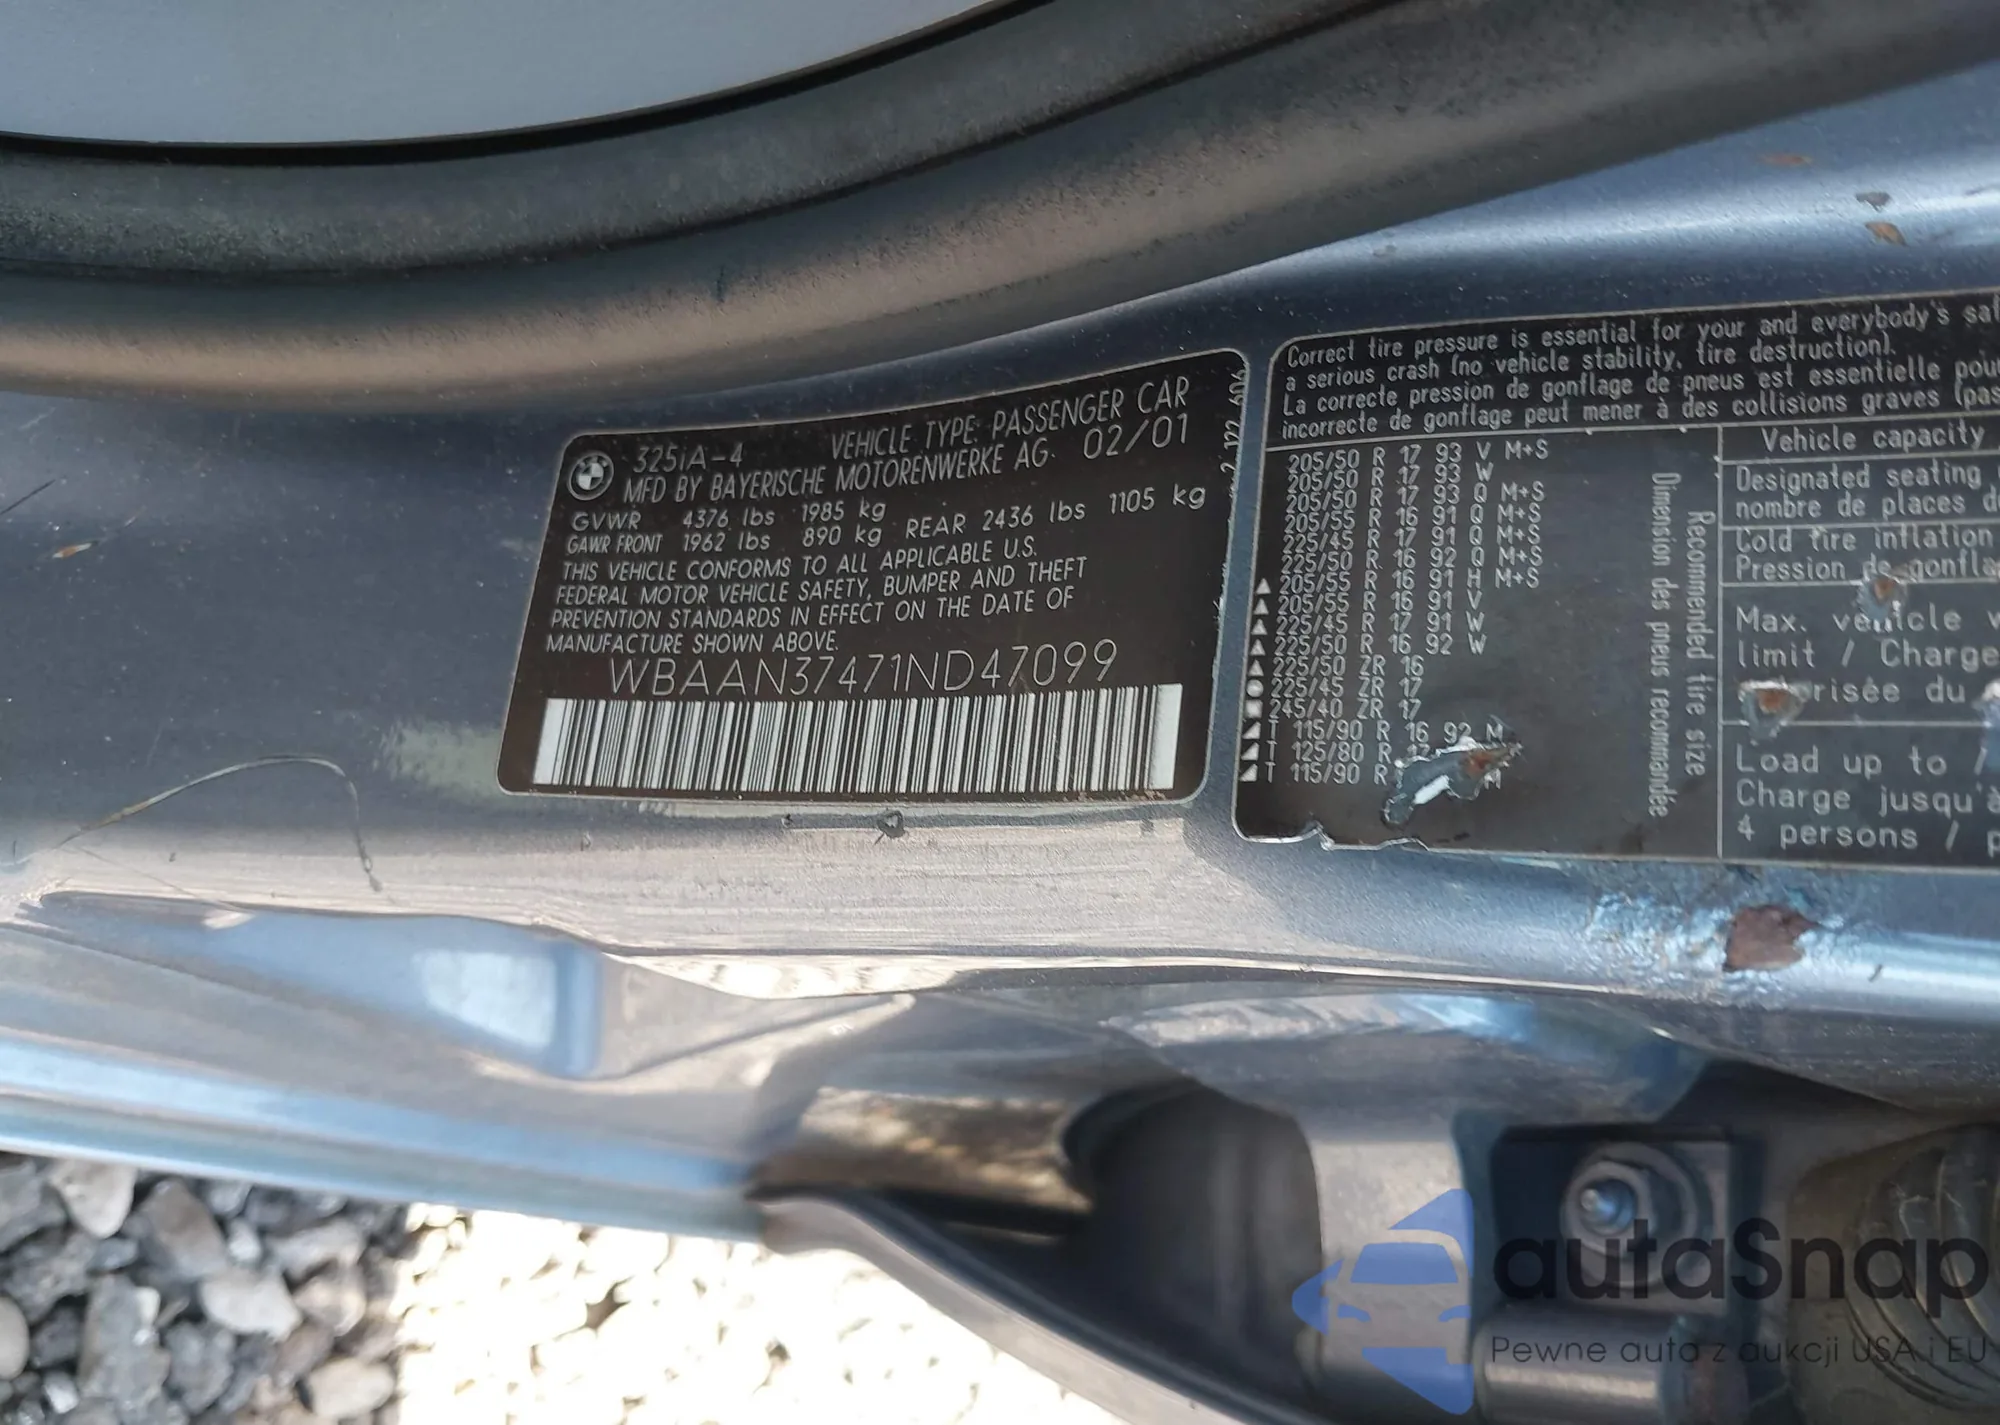 325iA-4 VEHICLE TYPE: PASSENGER CAR
MFD BY BAYERISCHE MOTORENWERKE AG 02/01
GVWR 4376 lbs 1985 kg
GAWR FRONT 1962 lbs 890 kg REAR 2436 lbs 1105 kg
THIS VEHICLE CONFORMS TO ALL APPLICABLE U.S.
FEDERAL MOTOR VEHICLE SAFETY, BUMPER AND THEFT
PREVENTION STANDARDS IN EFFECT ON THE DATE OF
MANUFACTURE SHOWN ABOVE.
WBAAN37471ND47099
Correct tire pressure is essential for your and everybody's
a serious crash (no vehicle stability, tire destruction).
La correcte pression de gonflage de pneus est essentielle
incorrecte de gonflage peut mener à des collisions graves
205/50 R 17 93 V M+S
205/50 R 17 93 W
205/50 R 17 93 Q M+S
205/55 R 16 91 Q M+S
225/45 R 17 91 Q M+S
225/50 R 16 92 Q M+S
205/55 R 16 91 H M+S
205/55 R 16 91 V
225/45 R 17 91 W
225/50 R 16 92 W
225/50 ZR 16
225/45 ZR 17
245/40 ZR 17
T 115/90 R 16 92 M
T 125/80 R 17
T 115/90 R
M
Recommended tire size
Dimension des pneus recommandée
Vehicle capacity
Designated seating
nombre de places
Cold tire inflation
Pression de
Max. vehicle
limit / Charge
du
Load up to
Charge jusqu'à
4 persons /
autaSnap
Pewne auta z aukcji USA i EU